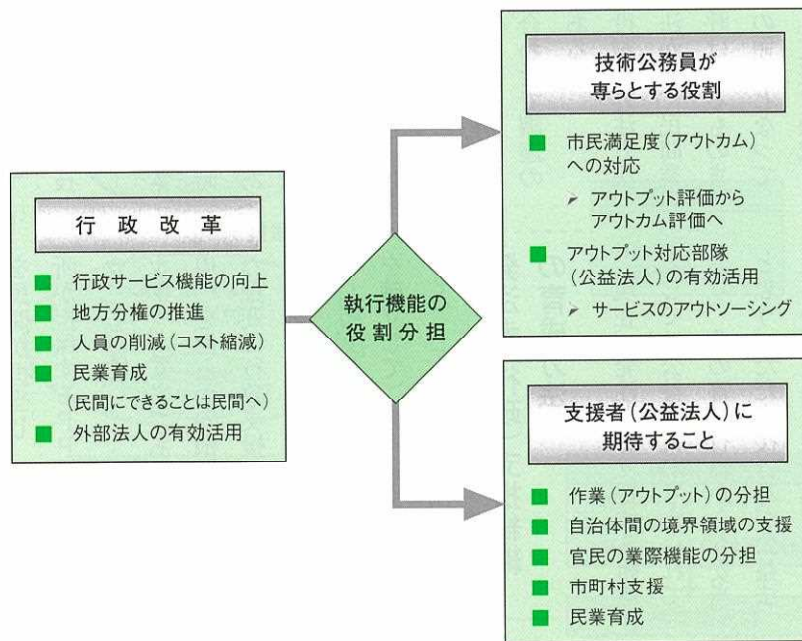 行政改革
行政サービス機能の向上
地方分権の推進
人員の削減（コスト縮減）
民業育成
（民間にできることは民間へ）
外部法人の有効活用
執行機能の
役割分担
技術公務員が
専らとする役割
市民満足度（アウトカム）
への対応
アウトプット評価から
アウトカム評価へ
アウトプット対応部隊
（公益法人）の有効活用
サービスのアウトソーシング
支援者（公益法人）に
期待すること
作業（アウトプット）の分担
自治体間の境界領域の支援
官民の業際機能の分担
市町村支援
民業育成